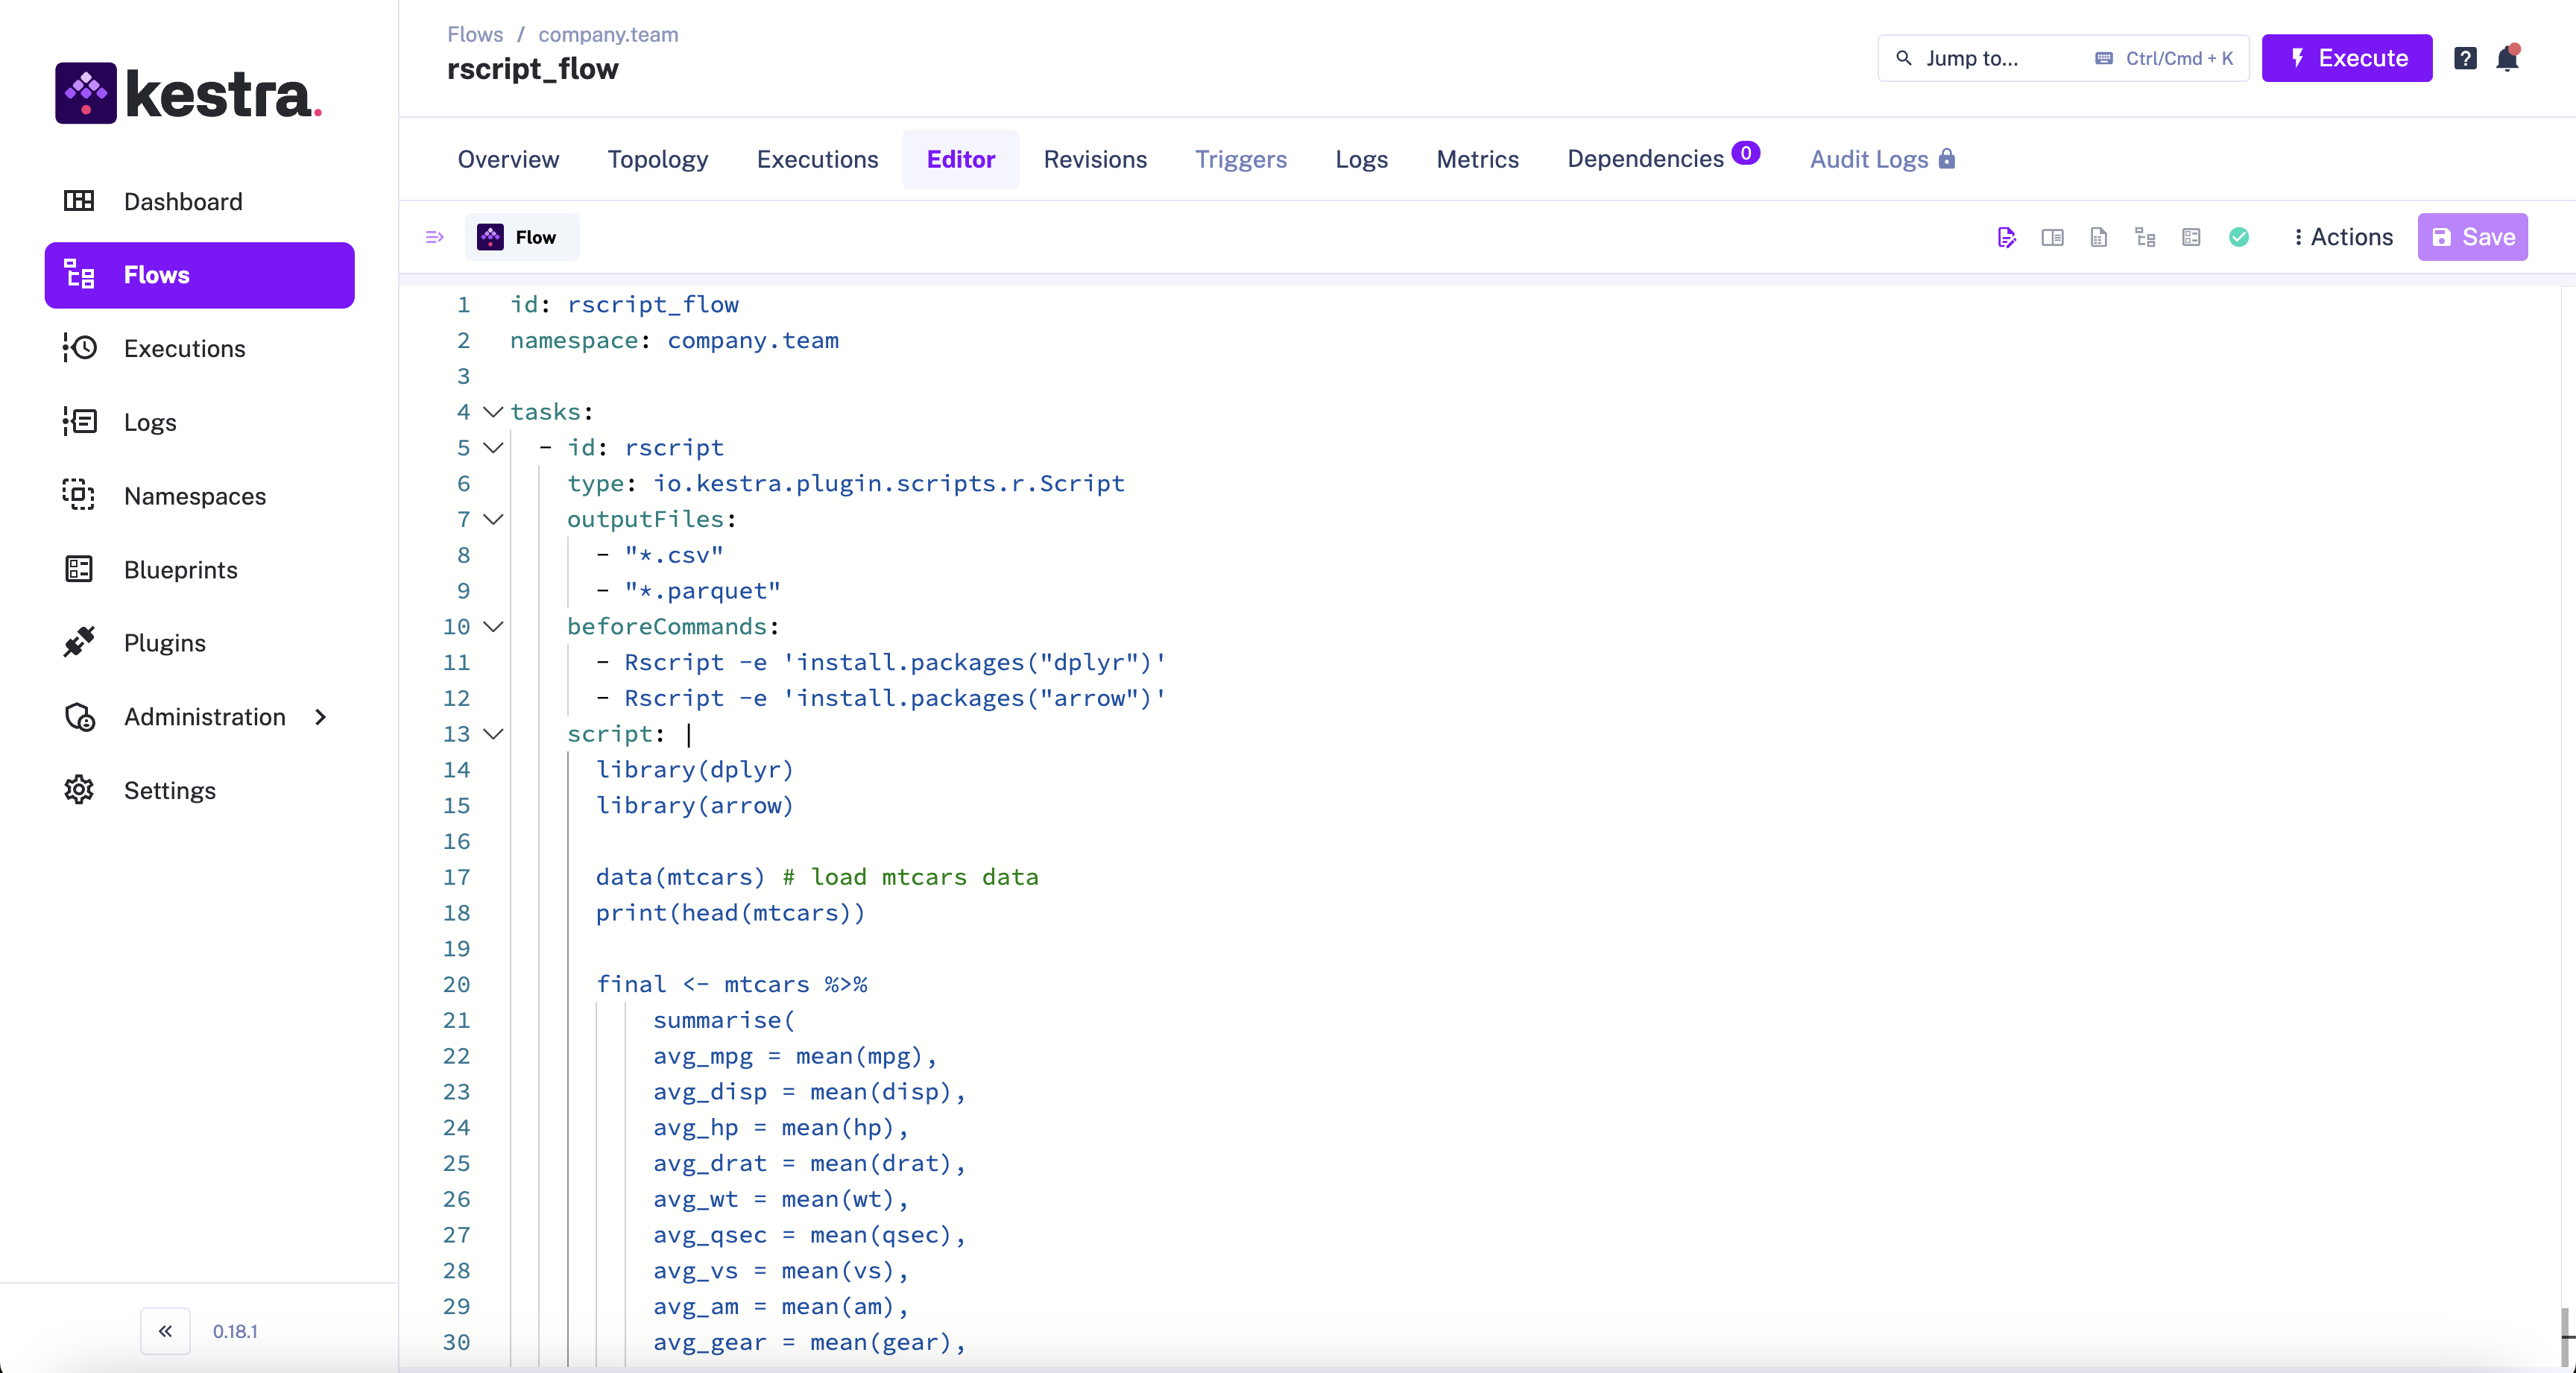 kestra.
Dashboard
Flows
Executions
Logs
Namespaces
Blueprints
Plugins
Administration
Settings
0.18.1
Flows / company.team
rscript_flow
Jump to... Ctrl/Cmd + K
Execute
?
Overview Topology Executions Editor Revisions Triggers Logs Metrics Dependencies 0 Audit Logs
Flow
Actions
Save
1 id: rscript_flow
2 namespace: company.team
3
4 tasks:
5   - id: rscript
6     type: io.kestra.plugin.scripts.r.Script
7     outputFiles:
8       - "*.csv"
9       - "*.parquet"
10     beforeCommands:
11       - Rscript -e 'install.packages("dplyr")'
12       - Rscript -e 'install.packages("arrow")'
13     script: |
14       library(dplyr)
15       library(arrow)
16
17       data(mtcars) # load mtcars data
18       print(head(mtcars))
19
20       final <- mtcars %>%
21           summarise(
22           avg_mpg = mean(mpg),
23           avg_disp = mean(disp),
24           avg_hp = mean(hp),
25           avg_drat = mean(drat),
26           avg_wt = mean(wt),
27           avg_qsec = mean(qsec),
28           avg_vs = mean(vs),
29           avg_am = mean(am),
30           avg_gear = mean(gear),